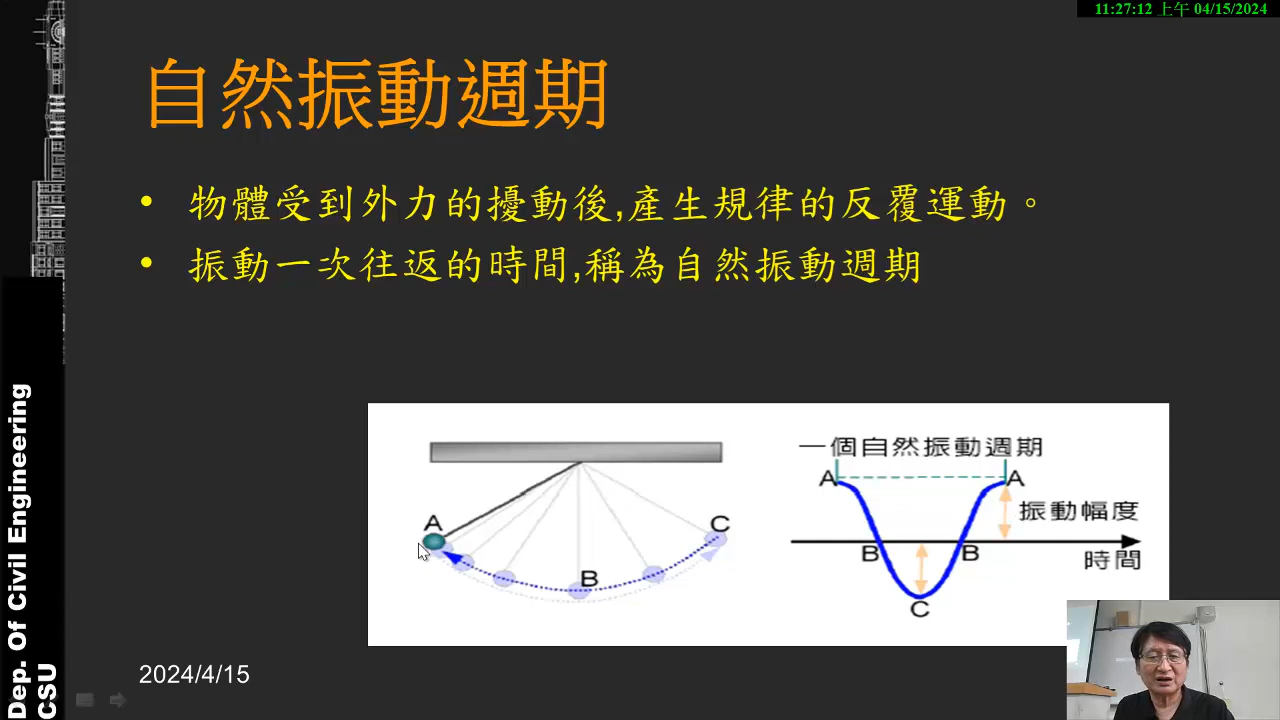 11:27:12 上午 04/15/2024
自然振動週期
• 物體受到外力的擾動後,產生規律的反覆運動。
• 振動一次往返的時間,稱為自然振動週期
A
C
B
一個自然振動週期
A
A
振動幅度
B
B
時間
C
2024/4/15
Dep. Of Civil Engineering
CSU